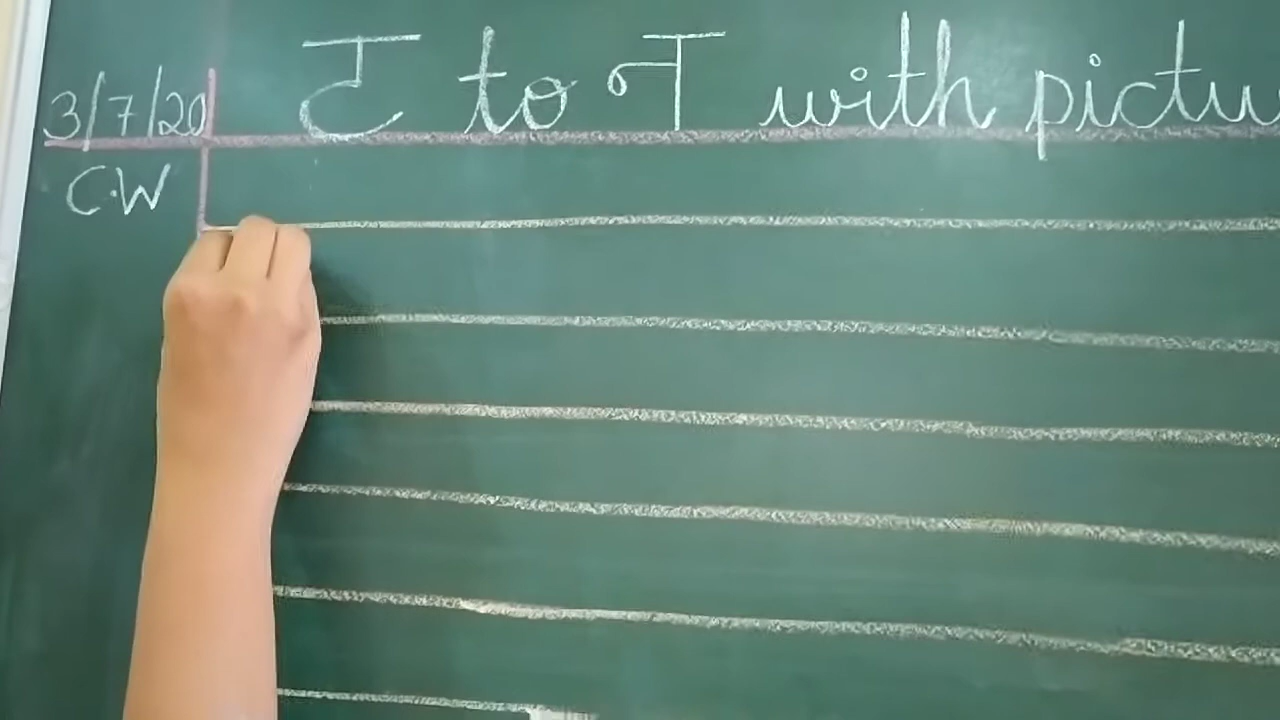 3/7/20 ट to न with pictu
C.W